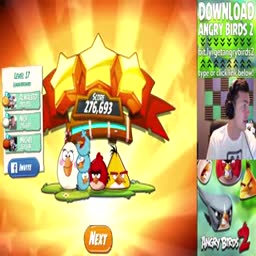 LEVEL 17
SCORE
276,693
INVITE
NEXT
DOWNLOAD
ANGRY BIRDS 2
bit.ly/getangrybirds2
type or click link below!
ANGRY BIRDS 2